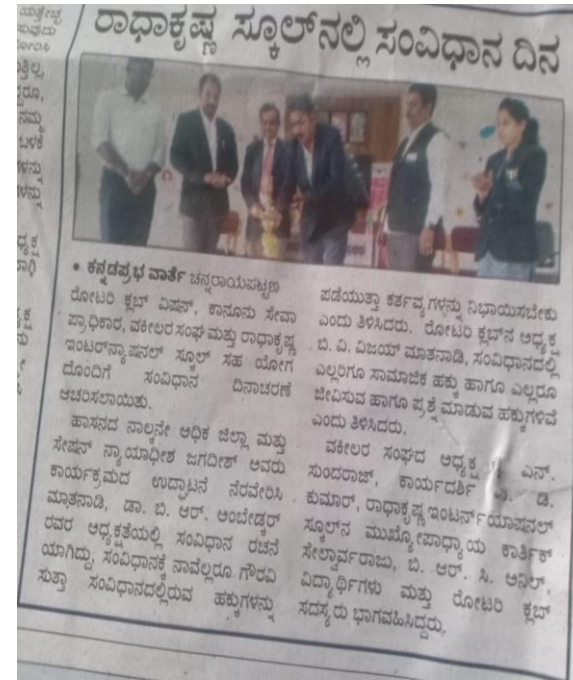 ರಾಧಾಕೃಷ್ಣ ಸ್ಕೂಲ್‌ನಲ್ಲಿ ಸಂವಿಧಾನ ದಿನ
• ಕನ್ನಡಪ್ರಭ ವಾರ್ತೆ ಚನ್ನರಾಯಪಟ್ಟಣ
ರೋಟರಿ ಕ್ಲಬ್ ವಿಷನ್, ಕಾನೂನು ಸೇವಾ
ಪ್ರಾಧಿಕಾರ, ವಕೀಲರ ಸಂಘ ಮತ್ತು ರಾಧಾಕೃಷ್ಣ
ಇಂಟರ್‌ನ್ಯಾಷನಲ್ ಸ್ಕೂಲ್ ಸಹ ಯೋಗ
ದೊಂದಿಗೆ ಸಂವಿಧಾನ ದಿನಾಚರಣೆ
ಆಚರಿಸಲಾಯಿತು.
ಹಾಸನದ ನಾಲ್ಕನೇ ಅಧಿಕ ಜಿಲ್ಲಾ ಮತ್ತು
ಸೇಷನ್ ನ್ಯಾಯಾಧೀಶ ಜಗದೀಶ್ ಅವರು
ಕಾರ್ಯಕ್ರಮದ ಉದ್ಘಾಟನೆ ನೆರವೇರಿಸಿ
ಮಾತನಾಡಿ, ಡಾ. ಬಿ. ಆರ್. ಅಂಬೇಡ್ಕರ್
ರವರ ಅಧ್ಯಕ್ಷತೆಯಲ್ಲಿ ಸಂವಿಧಾನ ರಚನೆ
ಯಾಗಿದ್ದು, ಸಂವಿಧಾನಕ್ಕೆ ನಾವೆಲ್ಲರೂ ಗೌರವಿ
ಸುತ್ತಾ ಸಂವಿಧಾನದಲ್ಲಿರುವ ಹಕ್ಕುಗಳನ್ನು
ಪಡೆಯುತ್ತಾ ಕರ್ತವ್ಯಗಳನ್ನು ನಿಭಾಯಿಸಬೇಕು
ಎಂದು ತಿಳಿಸಿದರು. ರೋಟರಿ ಕ್ಲಬ್‌ನ ಅಧ್ಯಕ್ಷ
ಬಿ. ವಿ. ವಿಜಯ್ ಮಾತನಾಡಿ, ಸಂವಿಧಾನದಲ್ಲಿ
ಎಲ್ಲರಿಗೂ ಸಾಮಾಜಿಕ ಹಕ್ಕು ಹಾಗೂ ಎಲ್ಲರೂ
ಜೀವಿಸುವ ಹಾಗೂ ಪ್ರಶ್ನೆ ಮಾಡುವ ಹಕ್ಕುಗಳಿವೆ
ಎಂದು ತಿಳಿಸಿದರು.
ವಕೀಲರ ಸಂಘದ ಅಧ್ಯಕ್ಷ ಎನ್.
ಸುಂದರಾಜ್, ಕಾರ್ಯದರ್ಶಿ ಡಿ.
ಕುಮಾರ್, ರಾಧಾಕೃಷ್ಣ ಇಂಟರ್ನ್‌ಯಾಷನಲ್
ಸ್ಕೂಲ್‌ನ ಮುಖ್ಯೋಪಾಧ್ಯಾಯ ಕಾರ್ತಿಕ್
ಸೇಲ್ವಾರ್ವರಾಜು, ಬಿ. ಆರ್. ಸಿ. ಅನಿಲ್,
ವಿದ್ಯಾರ್ಥಿಗಳು ಮತ್ತು ರೋಟರಿ ಕ್ಲಬ್
ಸದಸ್ಯರು ಭಾಗವಹಿಸಿದ್ದರು.